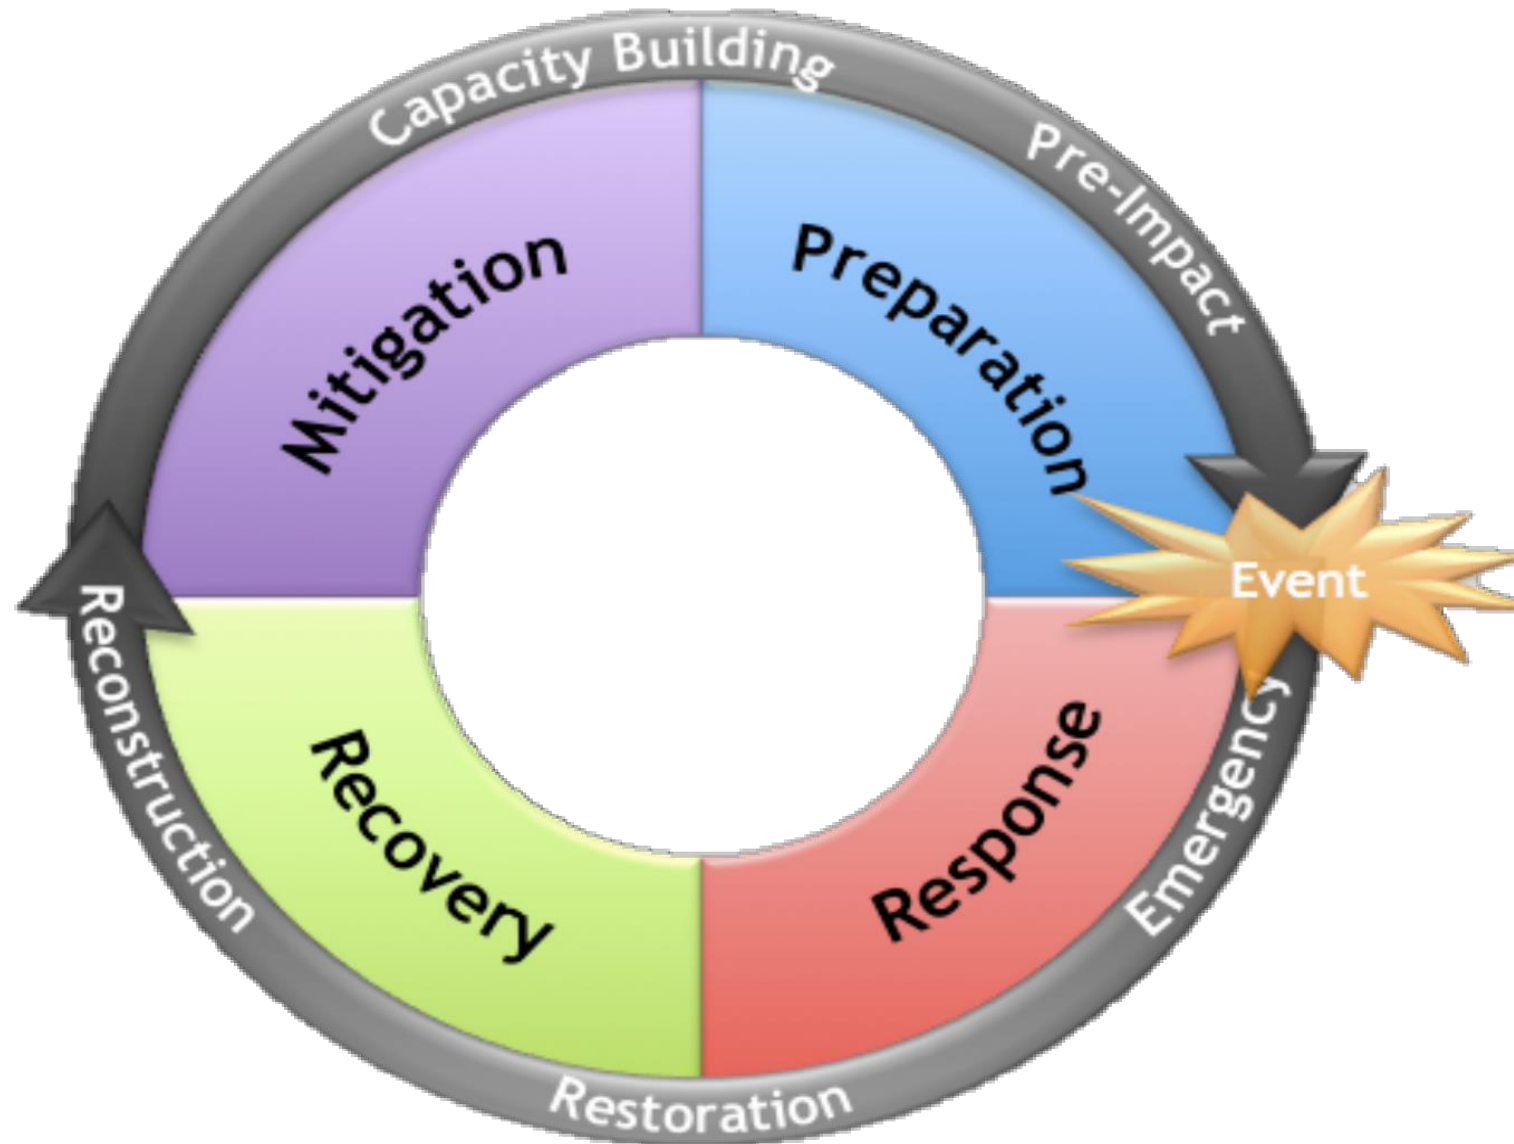 Capacity Building
Pre-Impact
Mitigation
Preparation
Event
Reconstruction
Recovery
Response
Emergency
Restoration